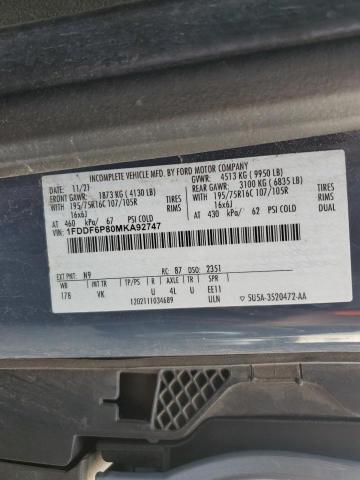 INCOMPLETE VEHICLE MFD. BY FORD MOTOR COMPANY
11/21 GVWR: 4513 KG ( 9950 LB)
FRONT GAWR: 1873 KG ( 4130 LB) REAR GAWR: 3100 KG ( 6835 LB)
WITH 195/75R16C 107/105R TIRES WITH 195/75R16C 107/105R TIRES
16x6J RIMS 16x6J RIMS
AT 460 kPa/ 67 PSI COLD AT 430 kPa/ 62 PSI COLD
VIN: 1FDDF6P80MKA92747
EXT PNT: N9 RC: 87 DSO: 2351
WB INT TR TP/PS R AX TR SPR
178 VK U 4L U EE11
1202111034689 ULN ▽ 5U5A-3520472-AA